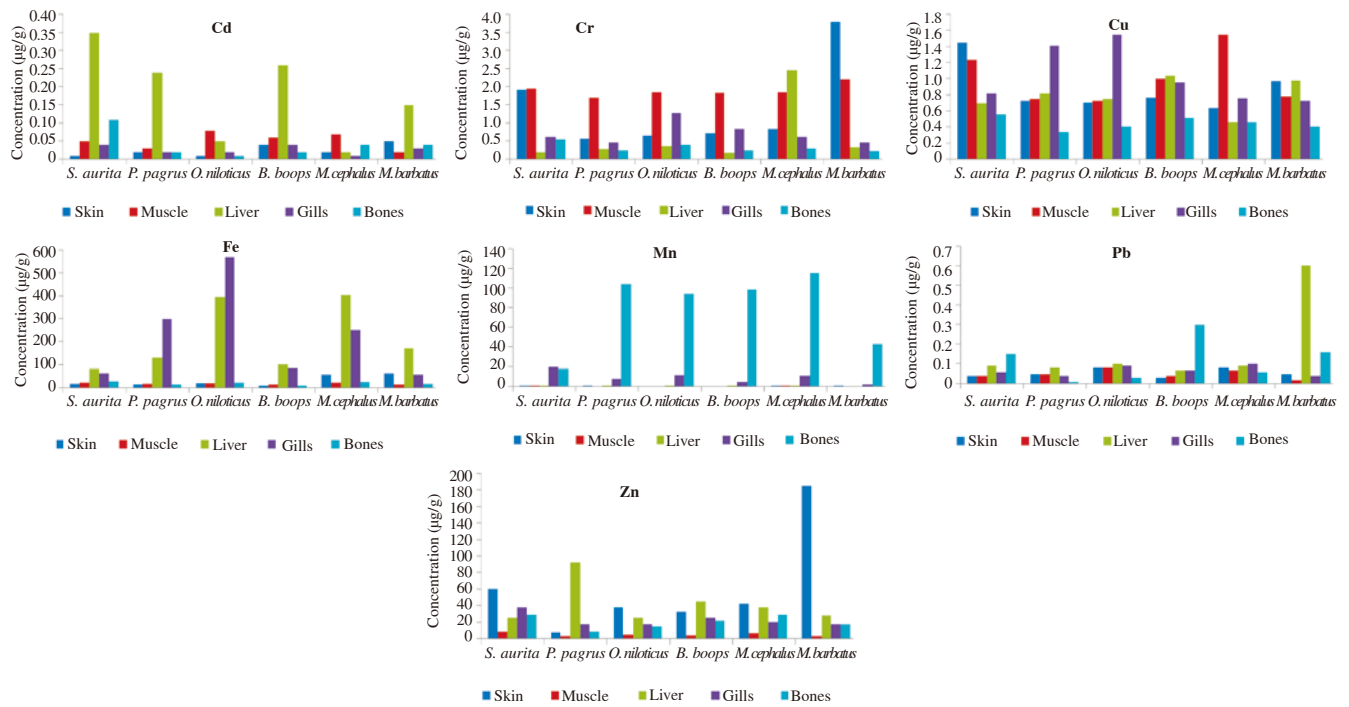 Cd
Concentration (µg/g)
0.40
0.35
0.30
0.25
0.20
0.15
0.10
0.05
0
S. aurita P. pagrus O. niloticus B. boops M.cephalus M.barbatus
Skin Muscle Liver Gills Bones
Cr
Concentration (µg/g)
4.0
3.5
3.0
2.5
2.0
1.5
1.0
0.5
0
S. aurita P. pagrus O. niloticus B. boops M.cephalus M.barbatus
Skin Muscle Liver Gills Bones
Cu
Concentration (µg/g)
1.8
1.6
1.4
1.2
1.0
0.8
0.6
0.4
0.2
0
S. aurita P. pagrus O. niloticus B. boops M.cephalus M.barbatus
Skin Muscle Liver Gills Bones
Fe
Concentration (µg/g)
600
500
400
300
200
100
0
S. aurita P. pagrus O. niloticus B. boops M.cephalus M.barbatus
Skin Muscle Liver Gills Bones
Mn
Concentration (µg/g)
140
120
100
80
60
40
20
0
S. aurita P. pagrus O. niloticus B. boops M.cephalus M.barbatus
Skin Muscle Liver Gills Bones
Pb
Concentration (µg/g)
0.7
0.6
0.5
0.4
0.3
0.2
0.1
0
S. aurita P. pagrus O. niloticus B. boops M.cephalus M.barbatus
Skin Muscle Liver Gills Bones
Zn
Concentration (µg/g)
200
180
160
140
120
100
80
60
40
20
0
S. aurita P. pagrus O. niloticus B. boops M.cephalus M.barbatus
Skin Muscle Liver Gills Bones